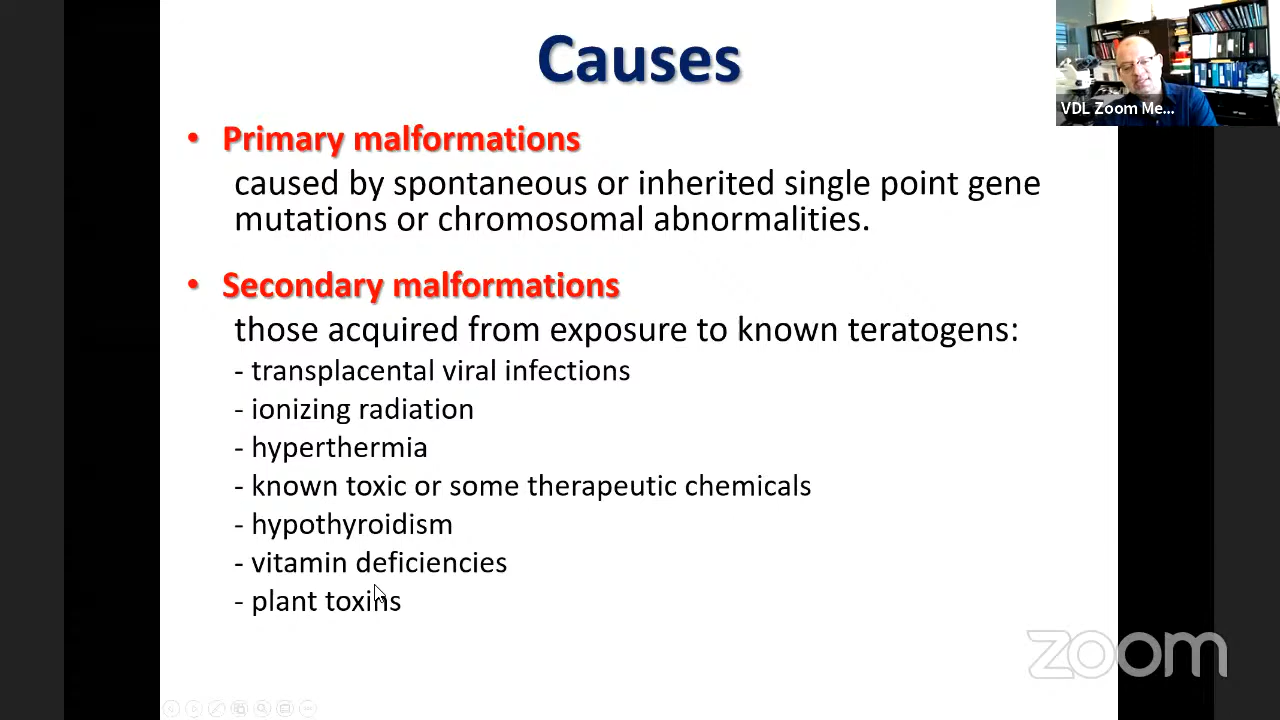 Causes
VDL Zoom Me...
• Primary malformations
caused by spontaneous or inherited single point gene
mutations or chromosomal abnormalities.
• Secondary malformations
those acquired from exposure to known teratogens:
- transplacental viral infections
- ionizing radiation
- hyperthermia
- known toxic or some therapeutic chemicals
- hypothyroidism
- vitamin deficiencies
- plant toxins
zoom